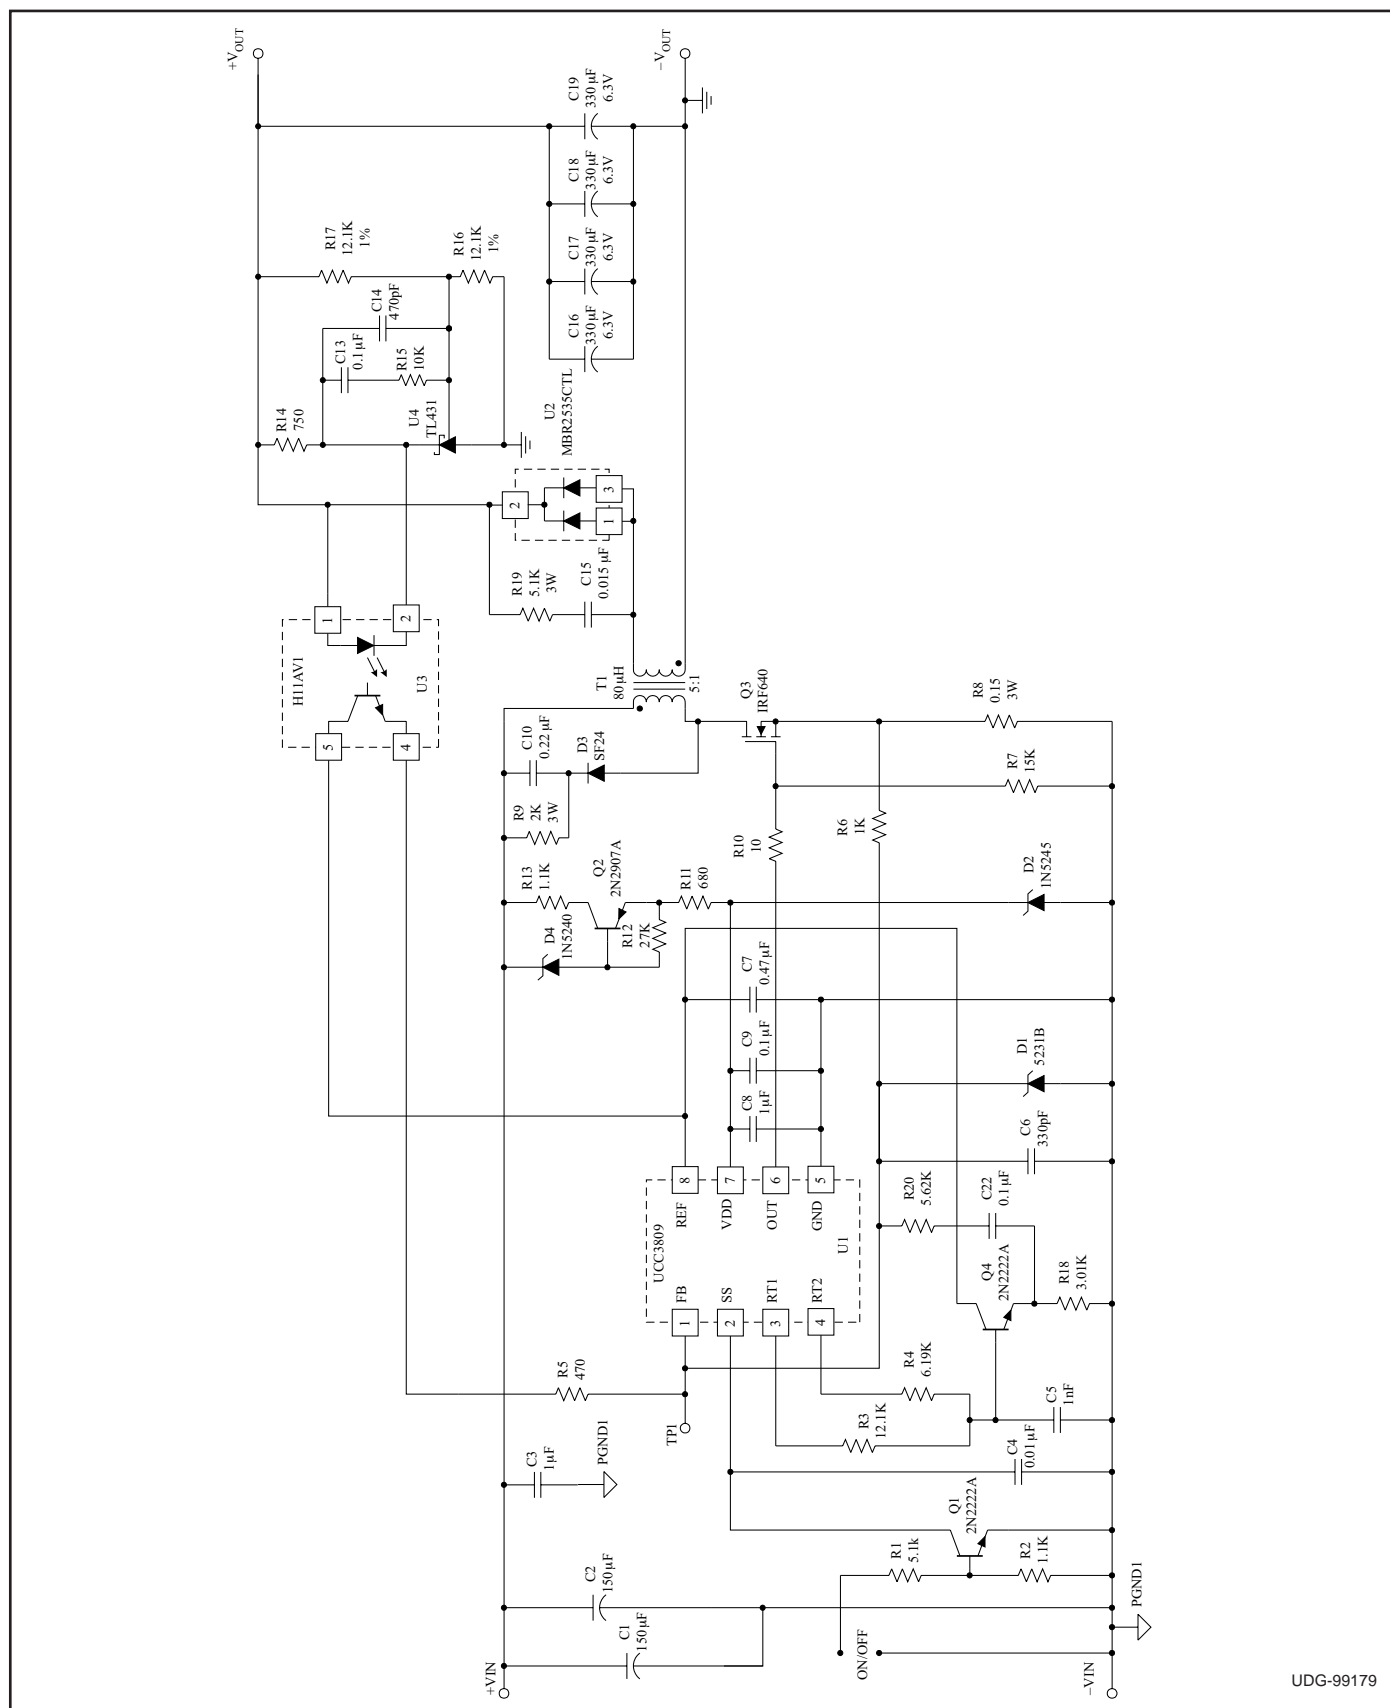 +VOUT
−VOUT
C19
330 µF
6.3V
C18
330 µF
6.3V
C17
330 µF
6.3V
C16
330 µF
6.3V
R17
12.1K
1%
R16
12.1K
1%
C14
470pF
C13
0.1 µF
R15
10K
R14
750
U4
TL431
U2
MBR2535CTL
2
3
1
R19
5.1K
3W
C15
0.015 µF
H11AV1
U3
1
2
5
4
T1
80 µH
5:1
Q3
IRF640
R8
0.15
3W
C10
0.22 µF
D3
SF24
R9
2K
3W
R7
15K
R10
10
R6
1K
R13
1.1K
Q2
2N2907A
D4
1N5240
R12
27K
R11
680
D2
1N5245
C7
0.47 µF
C9
0.1 µF
C8
1 µF
D1
5231B
C6
330pF
R20
5.62K
C22
0.1 µF
UCC3809
U1
8
REF
7
VDD
6
OUT
5
GND
1
FB
2
SS
3
RT1
4
RT2
Q4
2N2222A
R18
3.01K
R5
470
TP1
R4
6.19K
R3
12.1K
C5
1nF
C4
0.01 µF
C3
1 µF
PGND1
Q1
2N2222A
R1
5.1k
R2
1.1K
C2
150 µF
C1
150 µF
ON/OFF
+VIN
−VIN
PGND1
UDG-99179